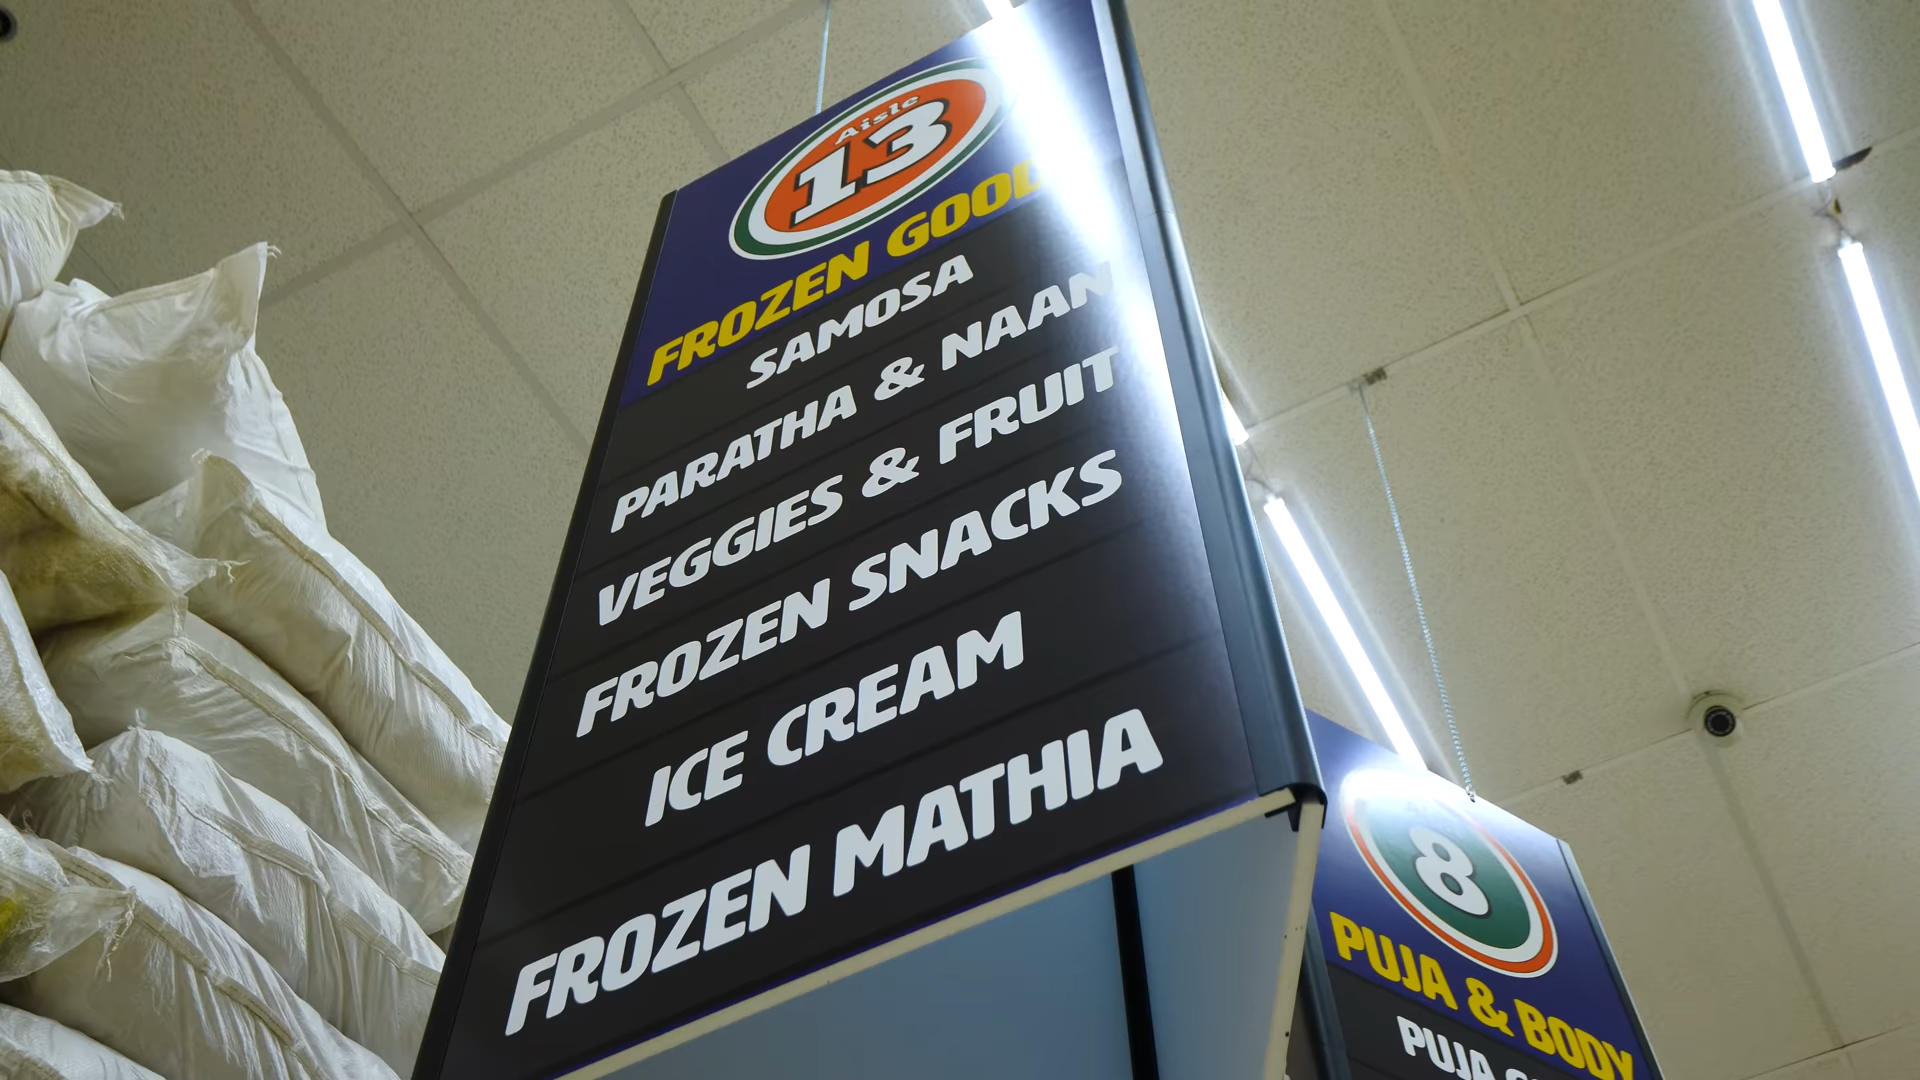 Aisle
13
FROZEN GOOD
SAMOSA
PARATHA & NAAN
VEGGIES & FRUIT
FROZEN SNACKS
ICE CREAM
FROZEN MATHIA
8
PUJA & BODY
PUJA